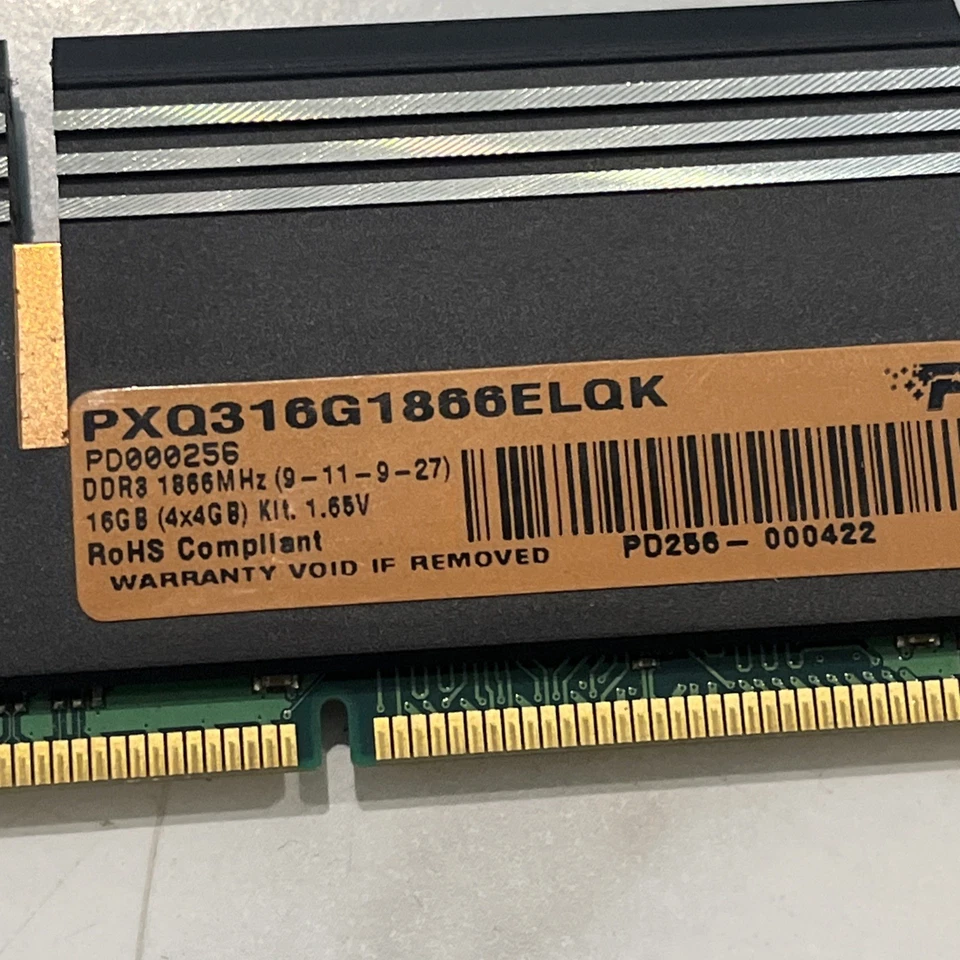 PXQ316G1866ELQK
PD000256
DDR3 1866MHz (9-11-9-27)
16GB (4x4GB) Kit. 1.65V
RoHS Compliant
WARRANTY VOID IF REMOVED
PD256- 000422